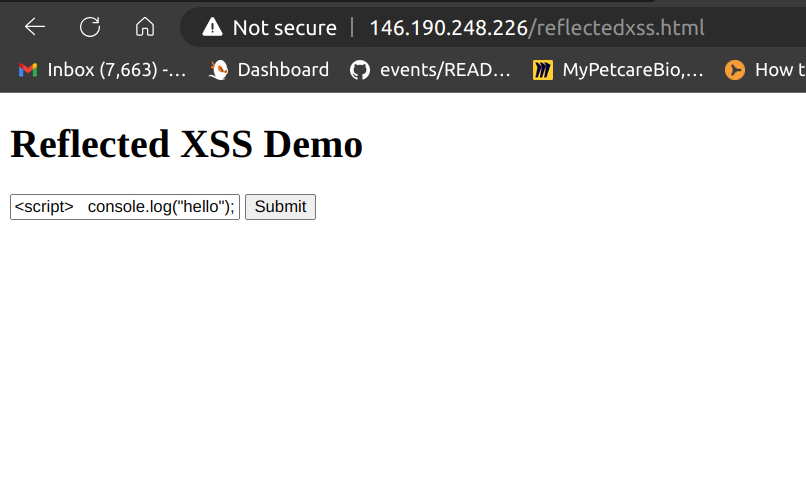 Not secure | 146.190.248.226/reflectedxss.html
Inbox (7,663) -... Dashboard events/READ... MyPetcareBio,... How t
Reflected XSS Demo
<script>   console.log("hello"); Submit